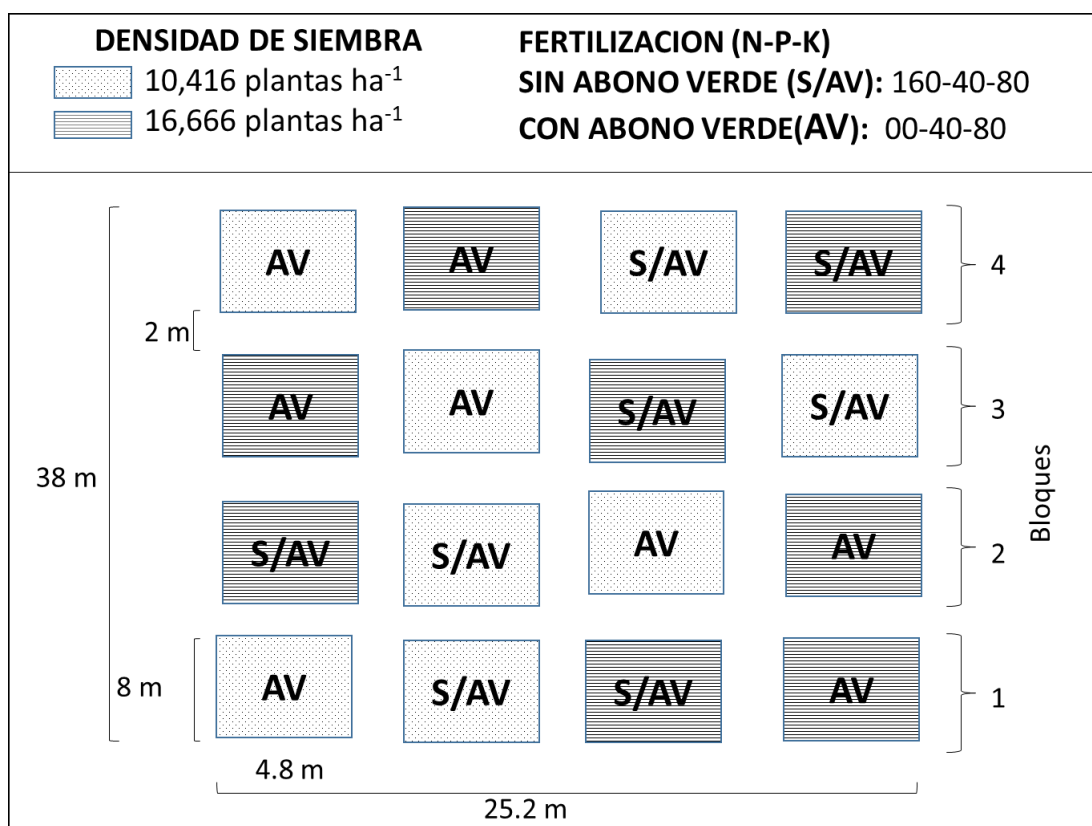 DENSIDAD DE SIEMBRA
10,416 plantas ha-1
16,666 plantas ha-1
FERTILIZACION (N-P-K)
SIN ABONO VERDE (S/AV): 160-40-80
CON ABONO VERDE(AV): 00-40-80
AV AV S/AV S/AV 4
2 m
AV AV S/AV S/AV 3
38 m
Bloques
S/AV S/AV AV AV 2
8 m
AV S/AV S/AV AV 1
4.8 m
25.2 m